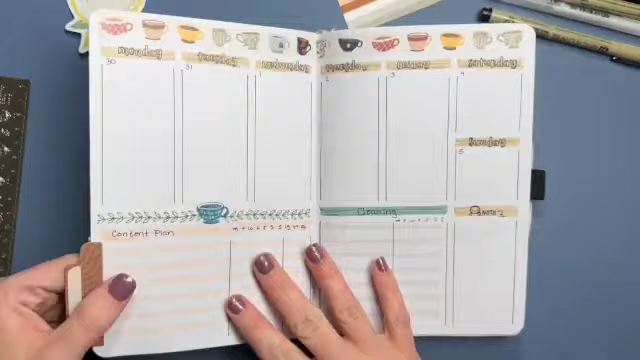 monday
30
tuesday
31
wednesday
1
thursday
2
friday
3
saturday
4
sunday
5
Content Plan
Cleaning
NOTES